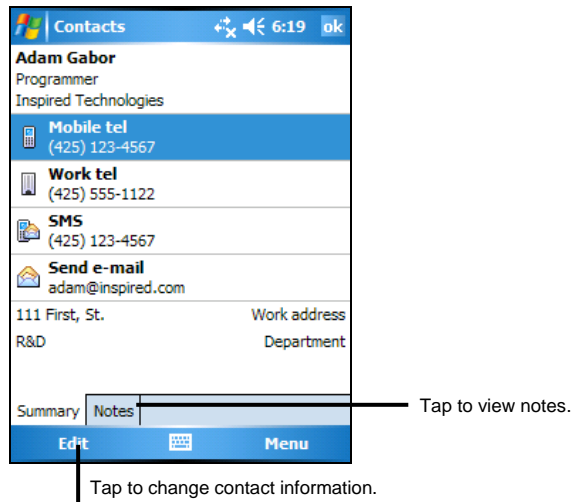 Contacts 6:19 ok
Adam Gabor
Programmer
Inspired Technologies
Mobile tel
(425) 123-4567
Work tel
(425) 555-1122
SMS
(425) 123-4567
Send e-mail
adam@inspired.com
111 First, St. Work address
R&D Department
Summary Notes
Tap to view notes.
Edit Menu
Tap to change contact information.